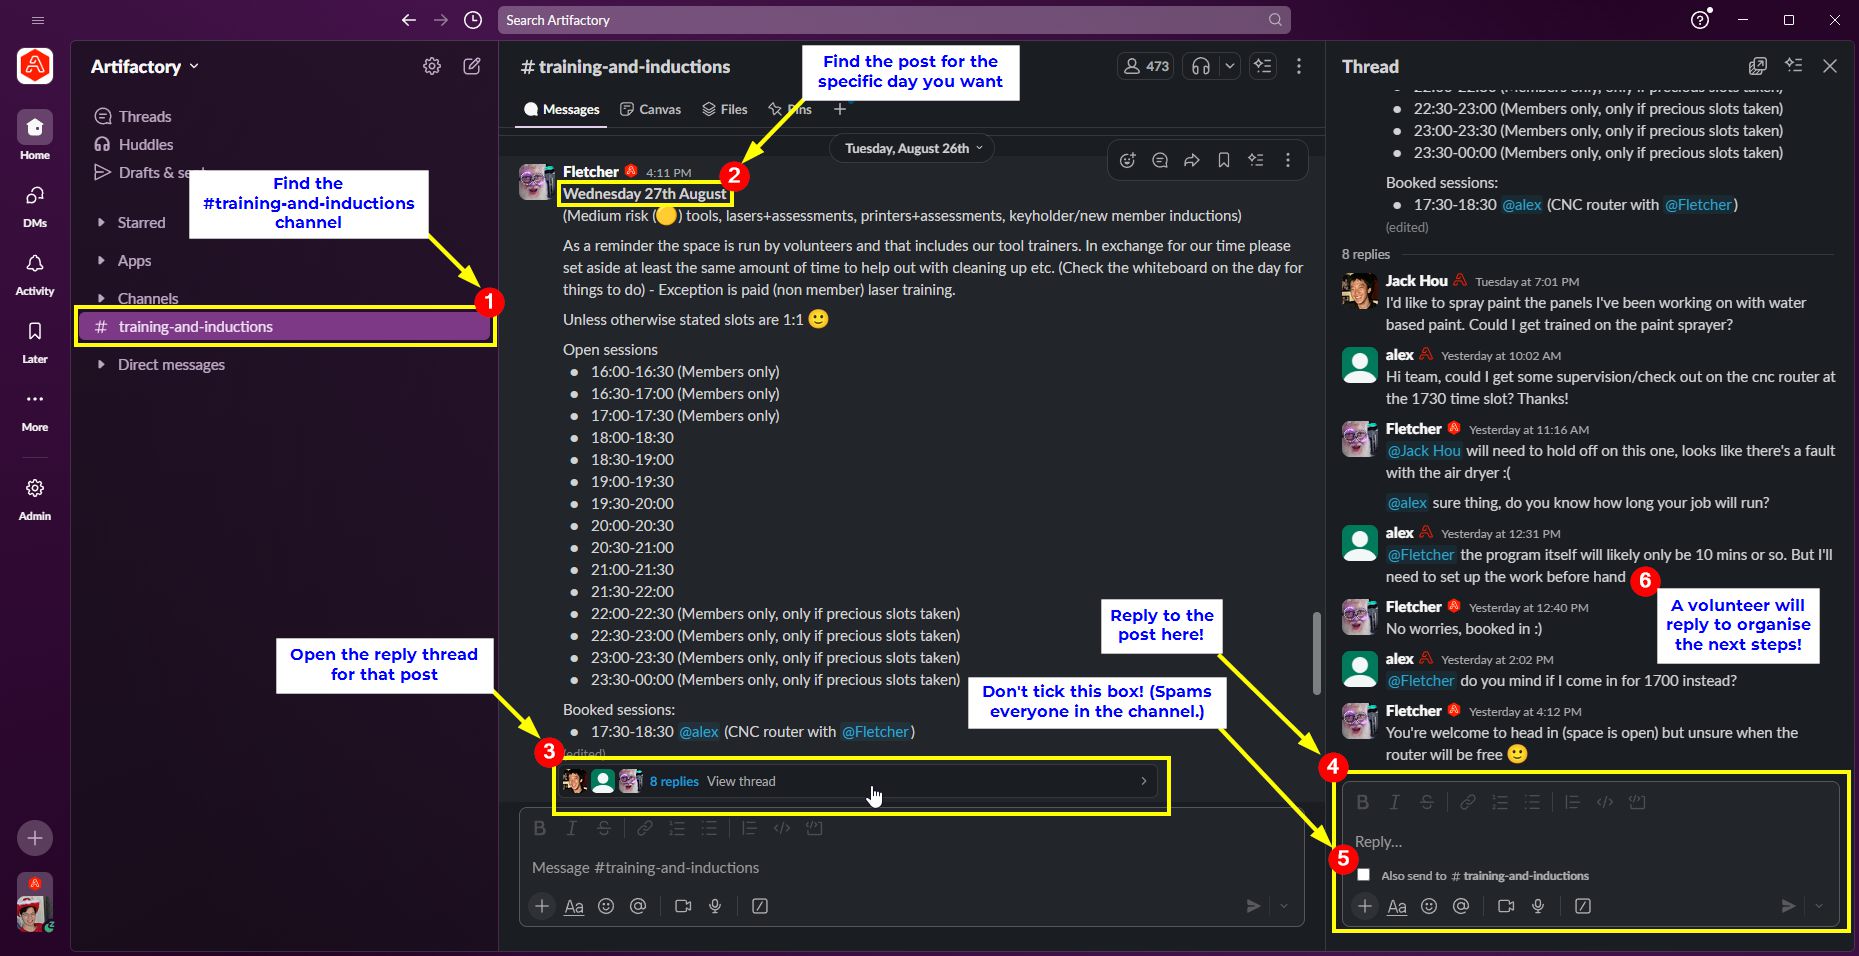 Search Artifactory
Artifactory
Threads
Huddles
Drafts & se
Find the
#training-and-inductions
channel
Starred
Apps
Channels
# training-and-inductions
Direct messages
Home
DMs
Activity
Later
More
Admin
1
# training-and-inductions
473
Find the post for the
specific day you want
Messages
Canvas
Files
Pins
Tuesday, August 26th
2
Fletcher 4:11 PM
Wednesday 27th August
(Medium risk (🟡) tools, lasers+assessments, printers+assessments, keyholder/new member inductions)
As a reminder the space is run by volunteers and that includes our tool trainers. In exchange for our time please
set aside at least the same amount of time to help out with cleaning up etc. (Check the whiteboard on the day for
things to do) - Exception is paid (non member) laser training.
Unless otherwise stated slots are 1:1 🙂
Open sessions
• 16:00-16:30 (Members only)
• 16:30-17:00 (Members only)
• 17:00-17:30 (Members only)
• 18:00-18:30
• 18:30-19:00
• 19:00-19:30
• 19:30-20:00
• 20:00-20:30
• 20:30-21:00
• 21:00-21:30
• 21:30-22:00
• 22:00-22:30 (Members only, only if precious slots taken)
• 22:30-23:00 (Members only, only if precious slots taken)
• 23:00-23:30 (Members only, only if precious slots taken)
• 23:30-00:00 (Members only, only if precious slots taken)
Booked sessions:
• 17:30-18:30 @alex (CNC router with @Fletcher)
(edited)
Open the reply thread
for that post
3
8 replies View thread
Message #training-and-inductions
Aa
Reply to the
post here!
Don't tick this box! (Spams
everyone in the channel.)
Thread
• 22:00-22:30 (Members only, only if precious slots taken)
• 22:30-23:00 (Members only, only if precious slots taken)
• 23:00-23:30 (Members only, only if precious slots taken)
• 23:30-00:00 (Members only, only if precious slots taken)
Booked sessions:
• 17:30-18:30 @alex (CNC router with @Fletcher)
(edited)
8 replies
Jack Hou Tuesday at 7:01 PM
I'd like to spray paint the panels I've been working on with water
based paint. Could I get trained on the paint sprayer?
alex Yesterday at 10:02 AM
Hi team, could I get some supervision/check out on the cnc router at
the 1730 time slot? Thanks!
Fletcher Yesterday at 11:16 AM
@Jack Hou will need to hold off on this one, looks like there's a fault
with the air dryer :(
@alex sure thing, do you know how long your job will run?
alex Yesterday at 12:31 PM
@Fletcher the program itself will likely only be 10 mins or so. But I'll
need to set up the work before hand
6
A volunteer will
reply to organise
the next steps!
Fletcher Yesterday at 12:40 PM
No worries, booked in :)
alex Yesterday at 2:02 PM
@Fletcher do you mind if I come in for 1700 instead?
Fletcher Yesterday at 4:12 PM
You're welcome to head in (space is open) but unsure when the
router will be free 🙂
4
Reply...
5
Also send to # training-and-inductions
Aa